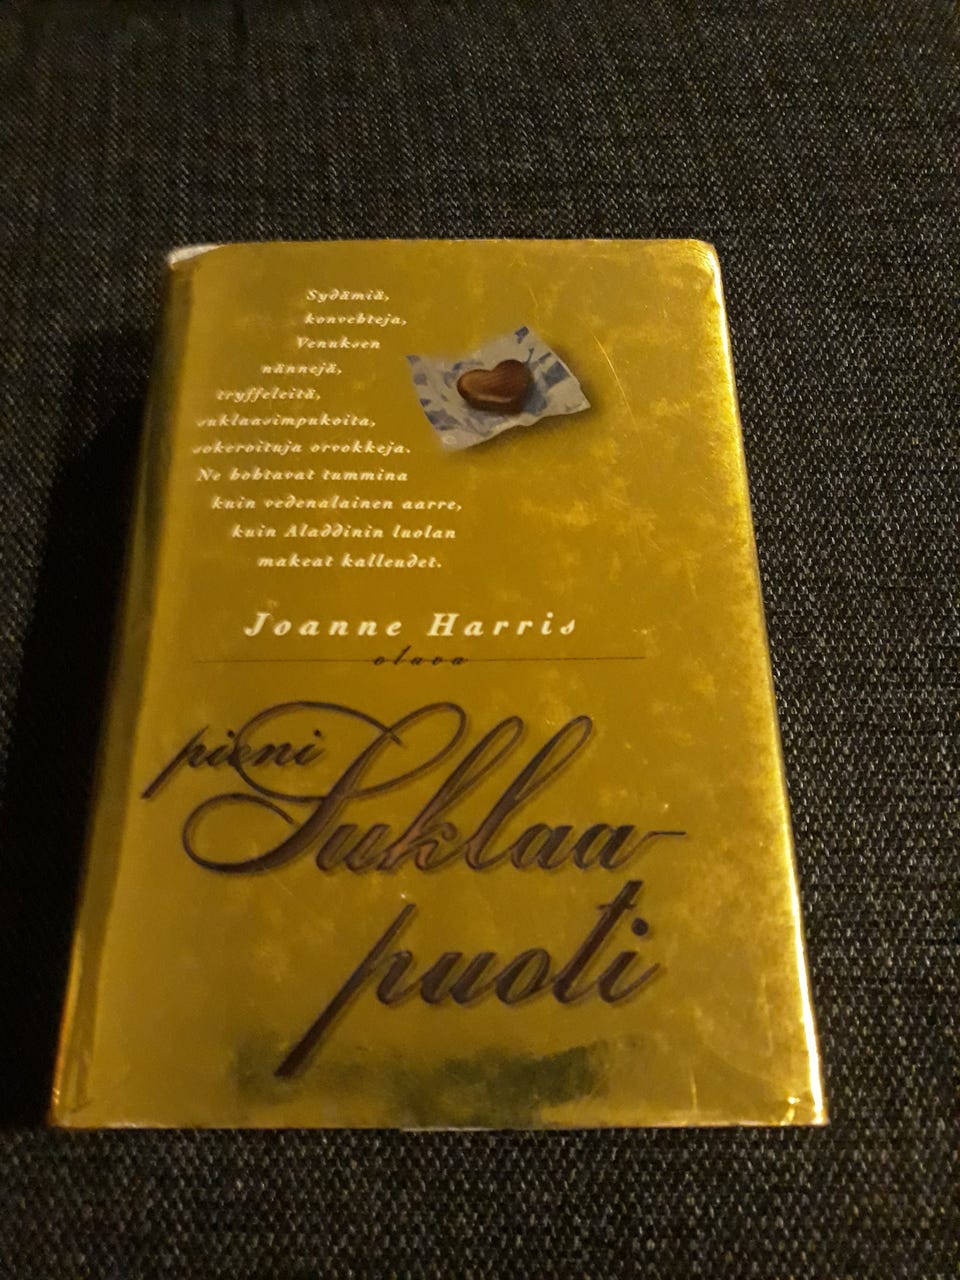 Sydämiä,
konvehteja,
Venuksen
nännejä,
tryffeleitä,
suklaasimpukoita,
sokeroituja orvokkeja.
Ne hohtavat tummina
kuin vedenalainen aarre,
kuin Aladdinin luolan
makeat kalleudet.
Joanne Harris
otava
pieni
Suklaa-
puoti